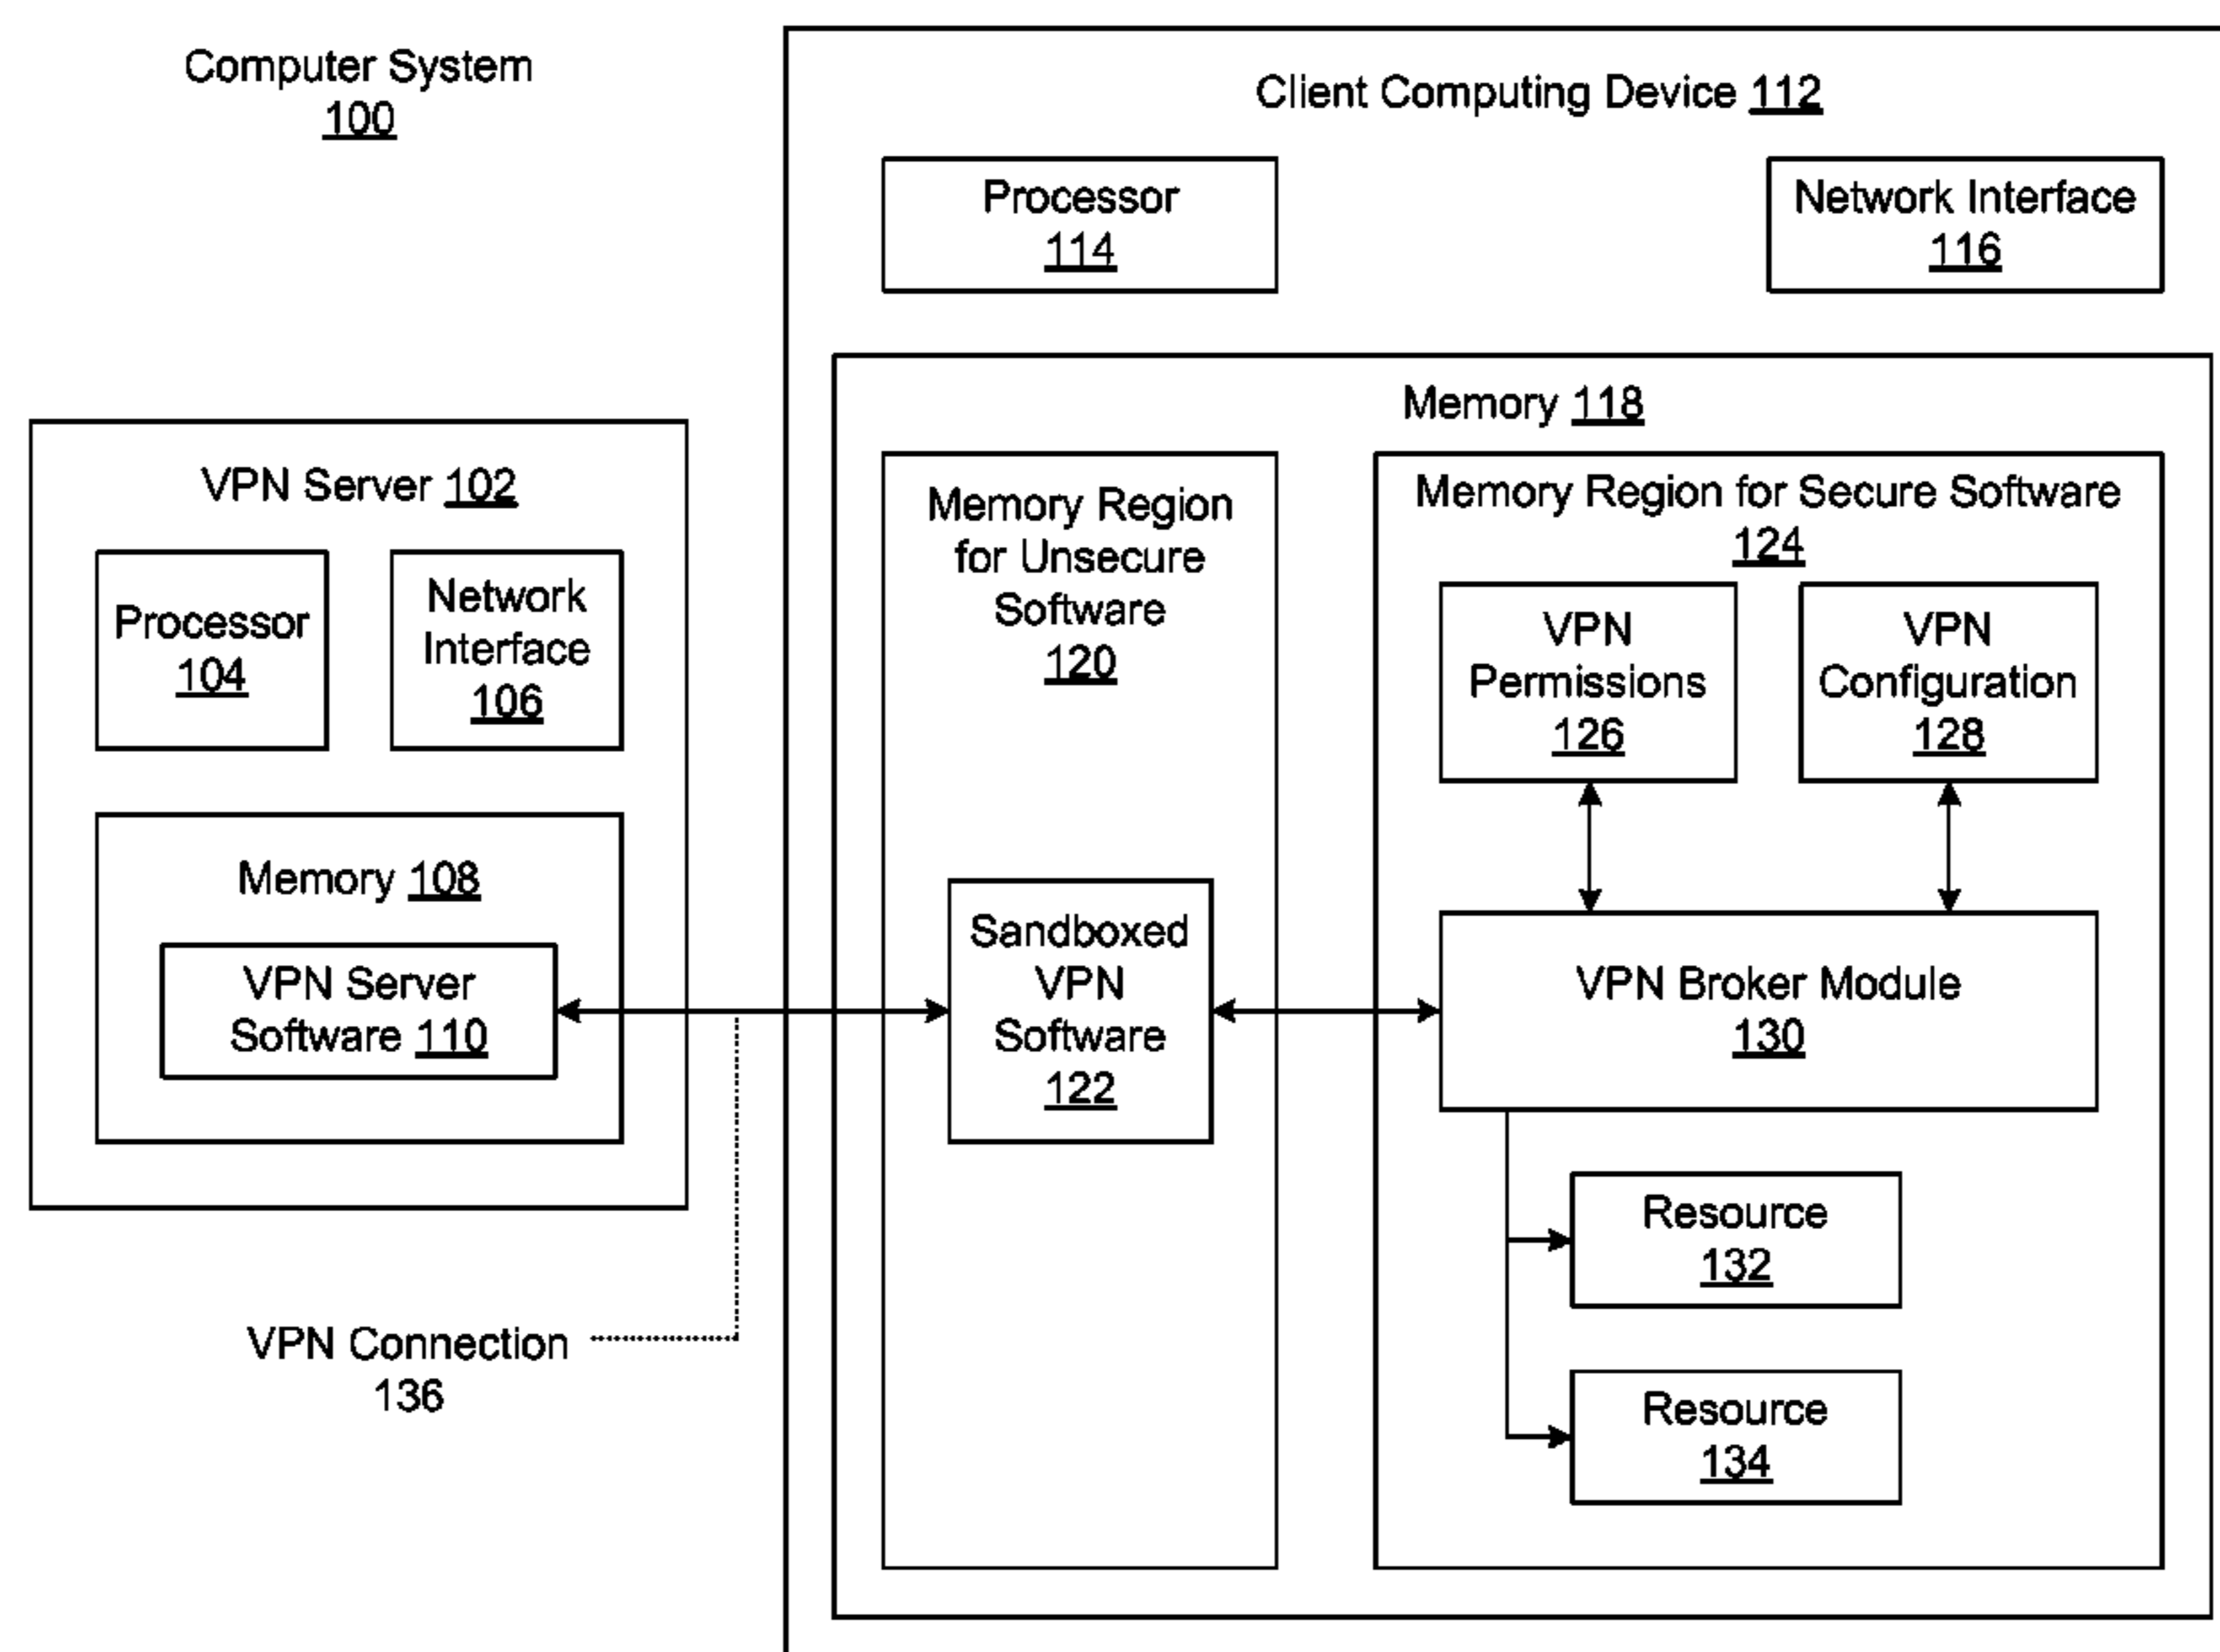 Computer System
100
Client Computing Device 112
Processor
114
Network Interface
116
Memory 118
VPN Server 102
Processor
104
Network
Interface
106
Memory 108
VPN Server
Software 110
Memory Region
for Unsecure
Software
120
Sandboxed
VPN
Software
122
Memory Region for Secure Software
124
VPN
Permissions
126
VPN
Configuration
128
VPN Broker Module
130
Resource
132
Resource
134
VPN Connection
136